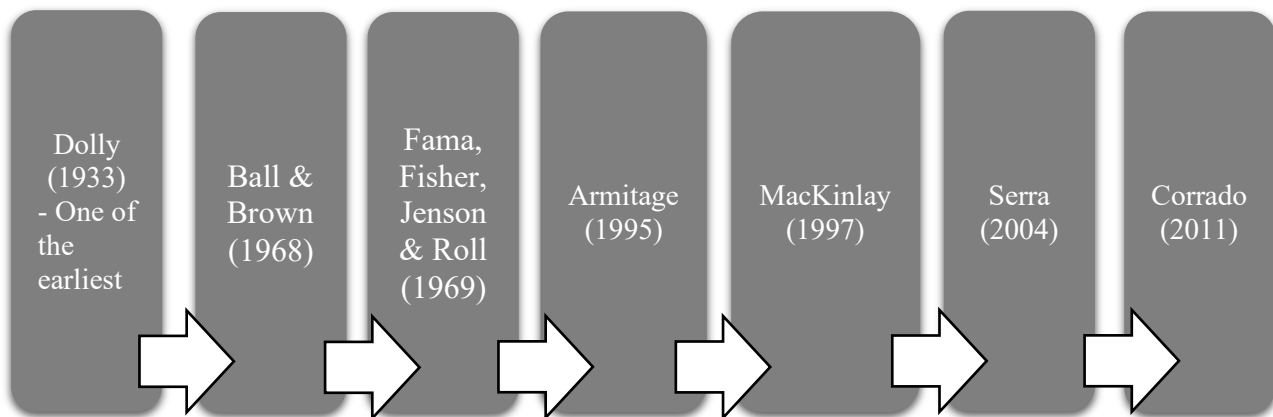 Dolly
(1933)
- One of
the
earliest
Ball &
Brown
(1968)
Fama,
Fisher,
Jenson
& Roll
(1969)
Armitage
(1995)
MacKinlay
(1997)
Serra
(2004)
Corrado
(2011)